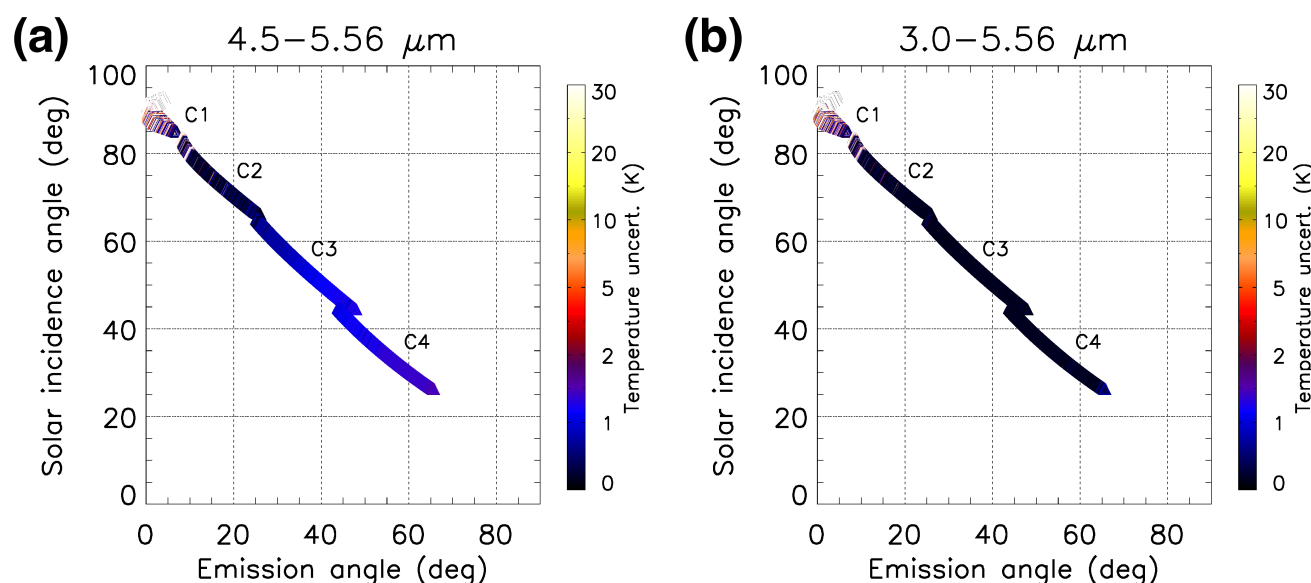 (a)
4.5–5.56 μm
100
80
60
40
20
0
Solar incidence angle (deg)
C1
C2
C3
C4
0 20 40 60 80
Emission angle (deg)
30
20
10
5
2
1
0
Temperature uncert. (K)
(b)
3.0–5.56 μm
100
80
60
40
20
0
Solar incidence angle (deg)
C1
C2
C3
C4
0 20 40 60 80
Emission angle (deg)
30
20
10
5
2
1
0
Temperature uncert. (K)